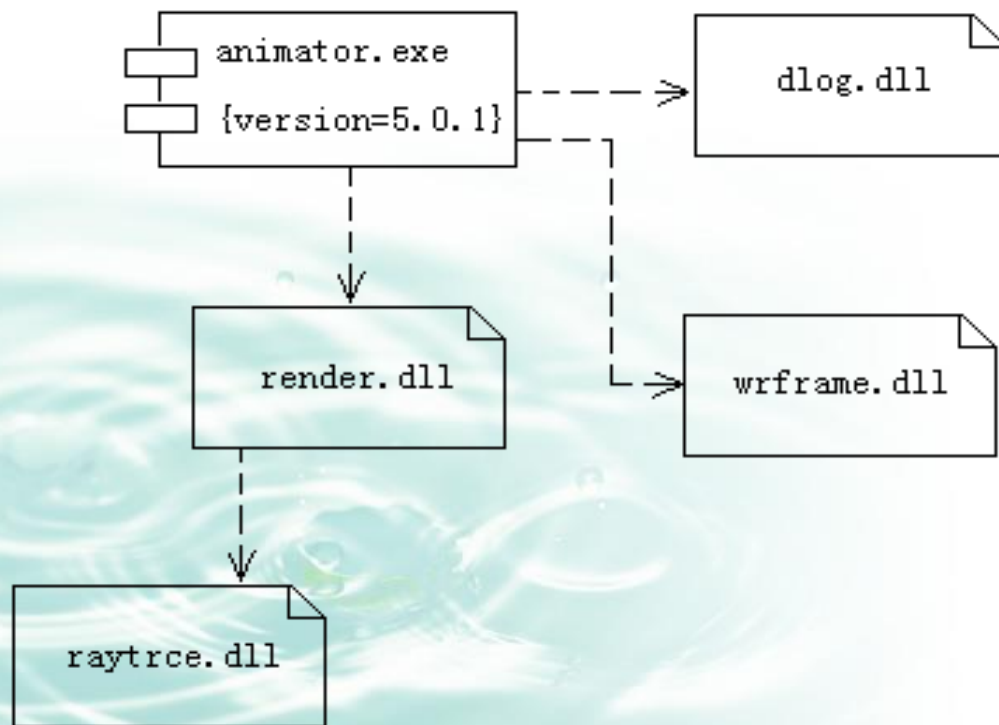 animator.exe
{version=5.0.1}
dlog.dll
render.dll
wrframe.dll
raytrce.dll